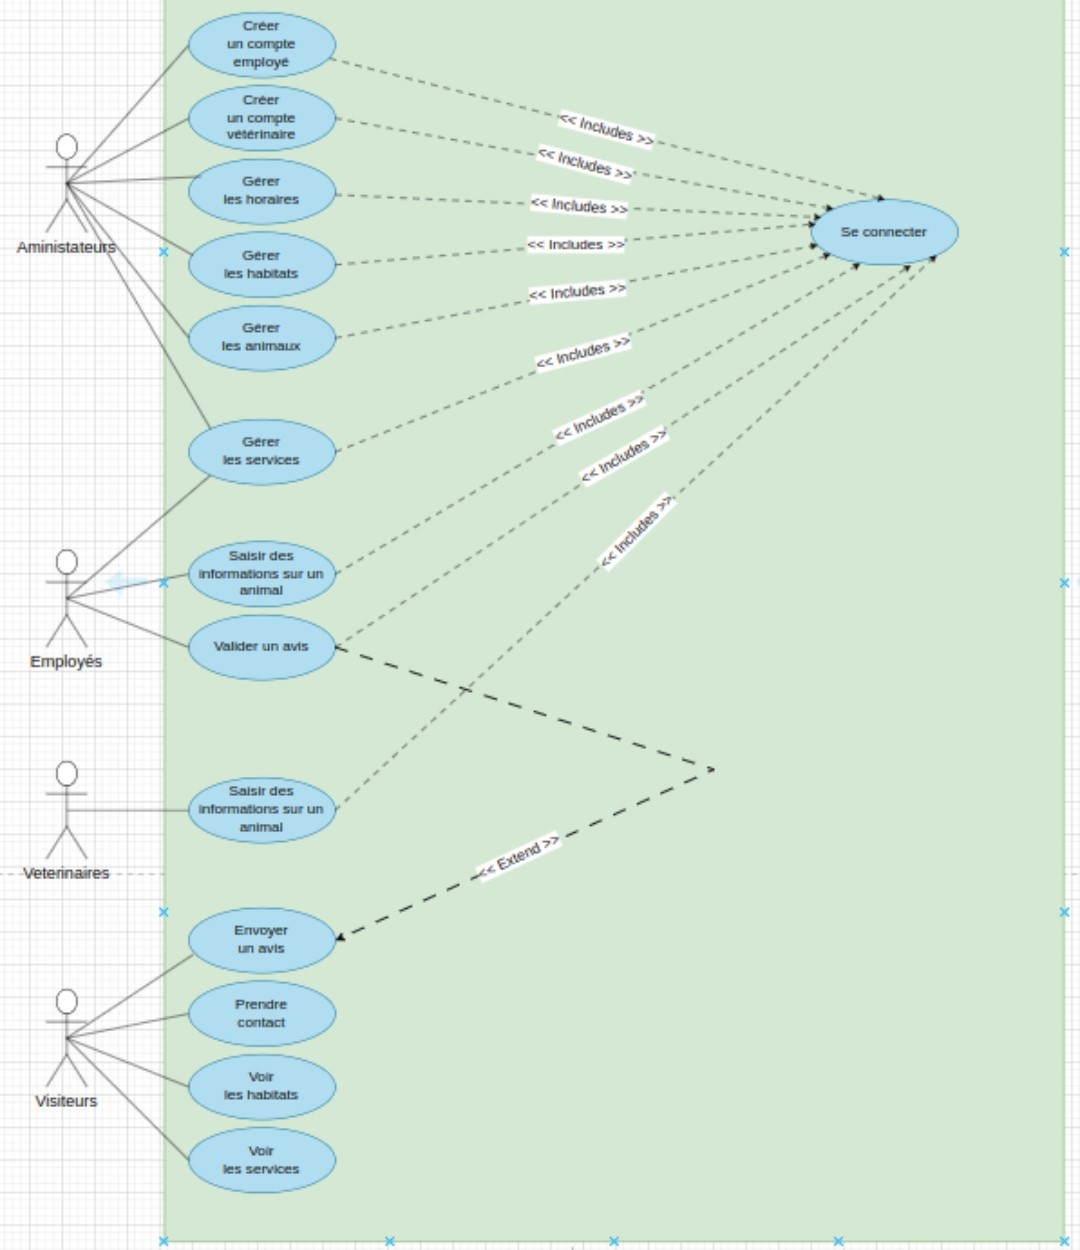 Créer
un compte
employé
<< Includes >>
Créer
un compte
vétérinaire
<< Includes >>
Gérer
les horaires
<< Includes >>
Se connecter
Aministateurs
<< Includes >>
Gérer
les habitats
<< Includes >>
Gérer
les animaux
<< Includes >>
<< Includes >>
Gérer
les services
<< Includes >>
<< Includes >>
Saisir des
informations sur un
animal
Valider un avis
Employés
Saisir des
informations sur un
animal
<< Extend >>
Veterinaires
Envoyer
un avis
Prendre
contact
Voir
les habitats
Visiteurs
Voir
les services